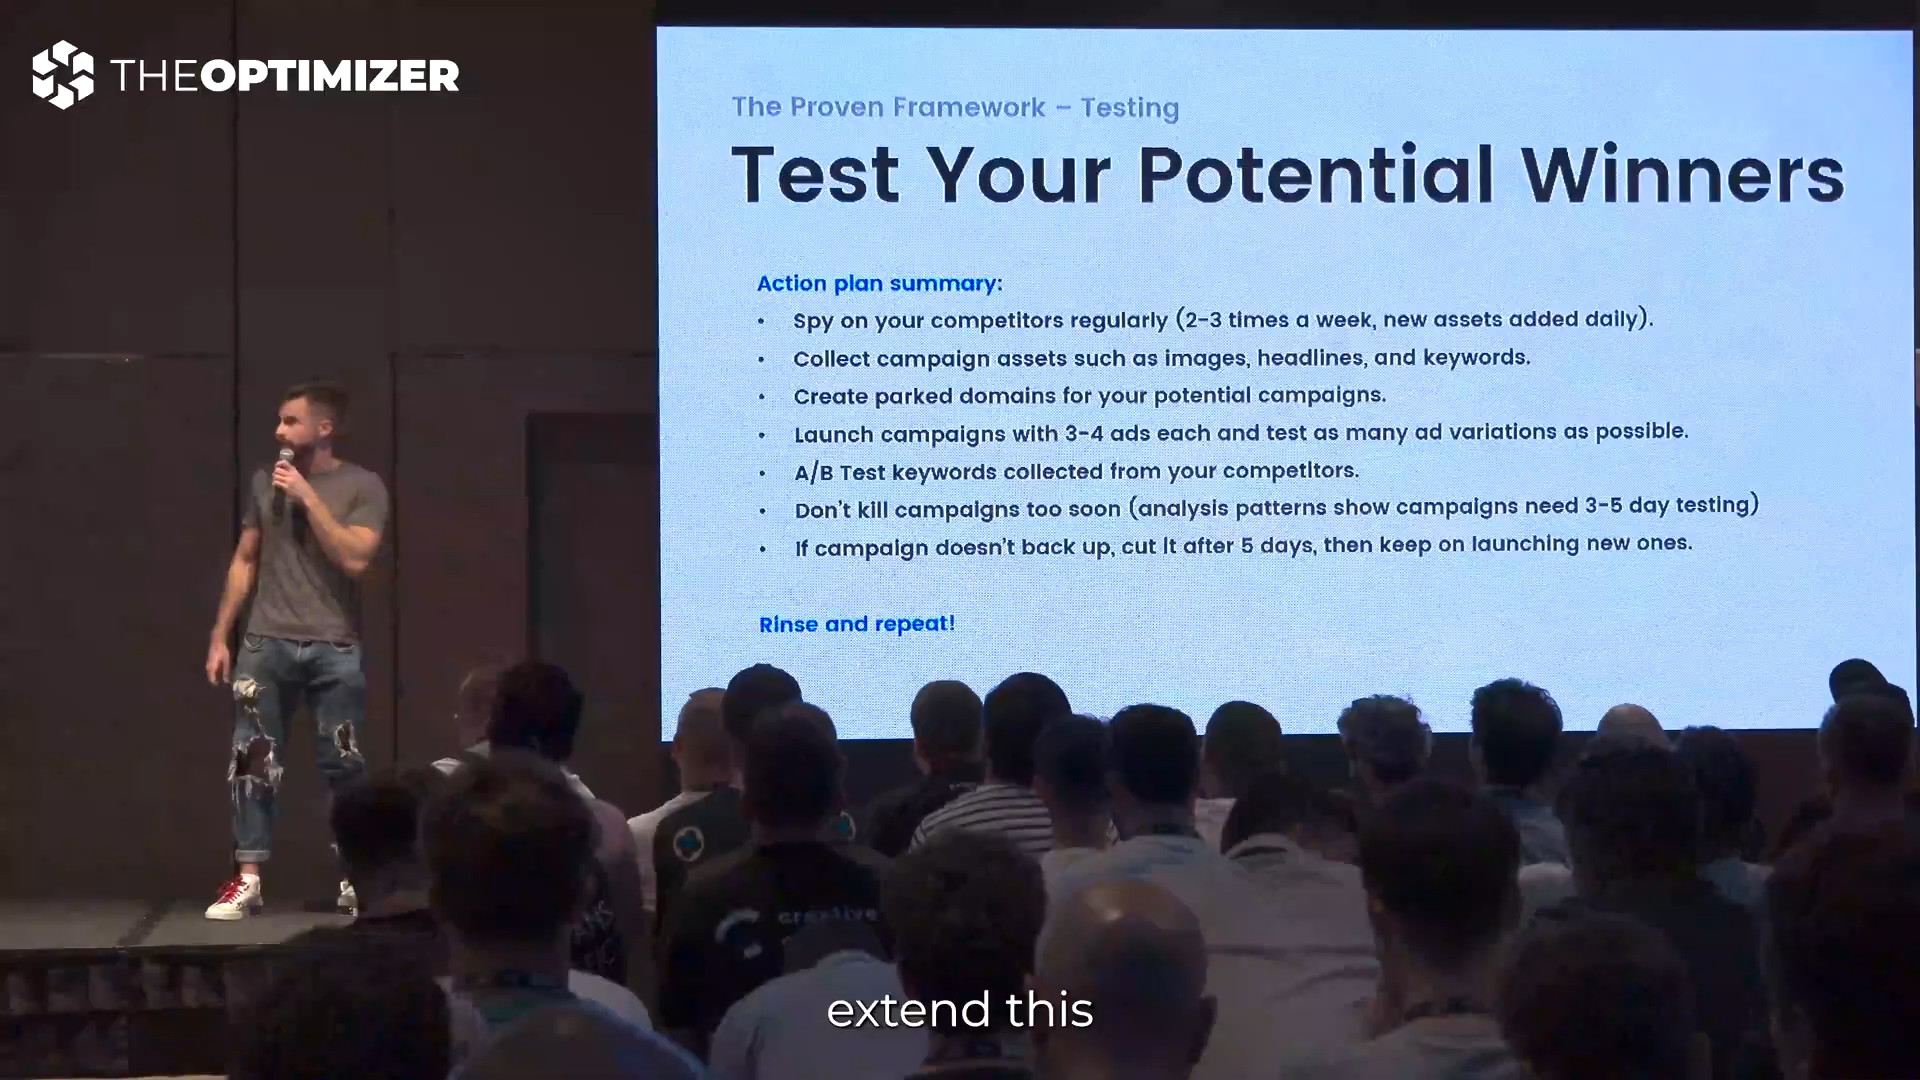 THEOPTIMIZER
The Proven Framework – Testing
Test Your Potential Winners
Action plan summary:
• Spy on your competitors regularly (2-3 times a week, new assets added daily).
• Collect campaign assets such as images, headlines, and keywords.
• Create parked domains for your potential campaigns.
• Launch campaigns with 3-4 ads each and test as many ad variations as possible.
• A/B Test keywords collected from your competitors.
• Don't kill campaigns too soon (analysis patterns show campaigns need 3-5 day testing)
• If campaign doesn't back up, cut it after 5 days, then keep on launching new ones.
Rinse and repeat!
creative
extend this